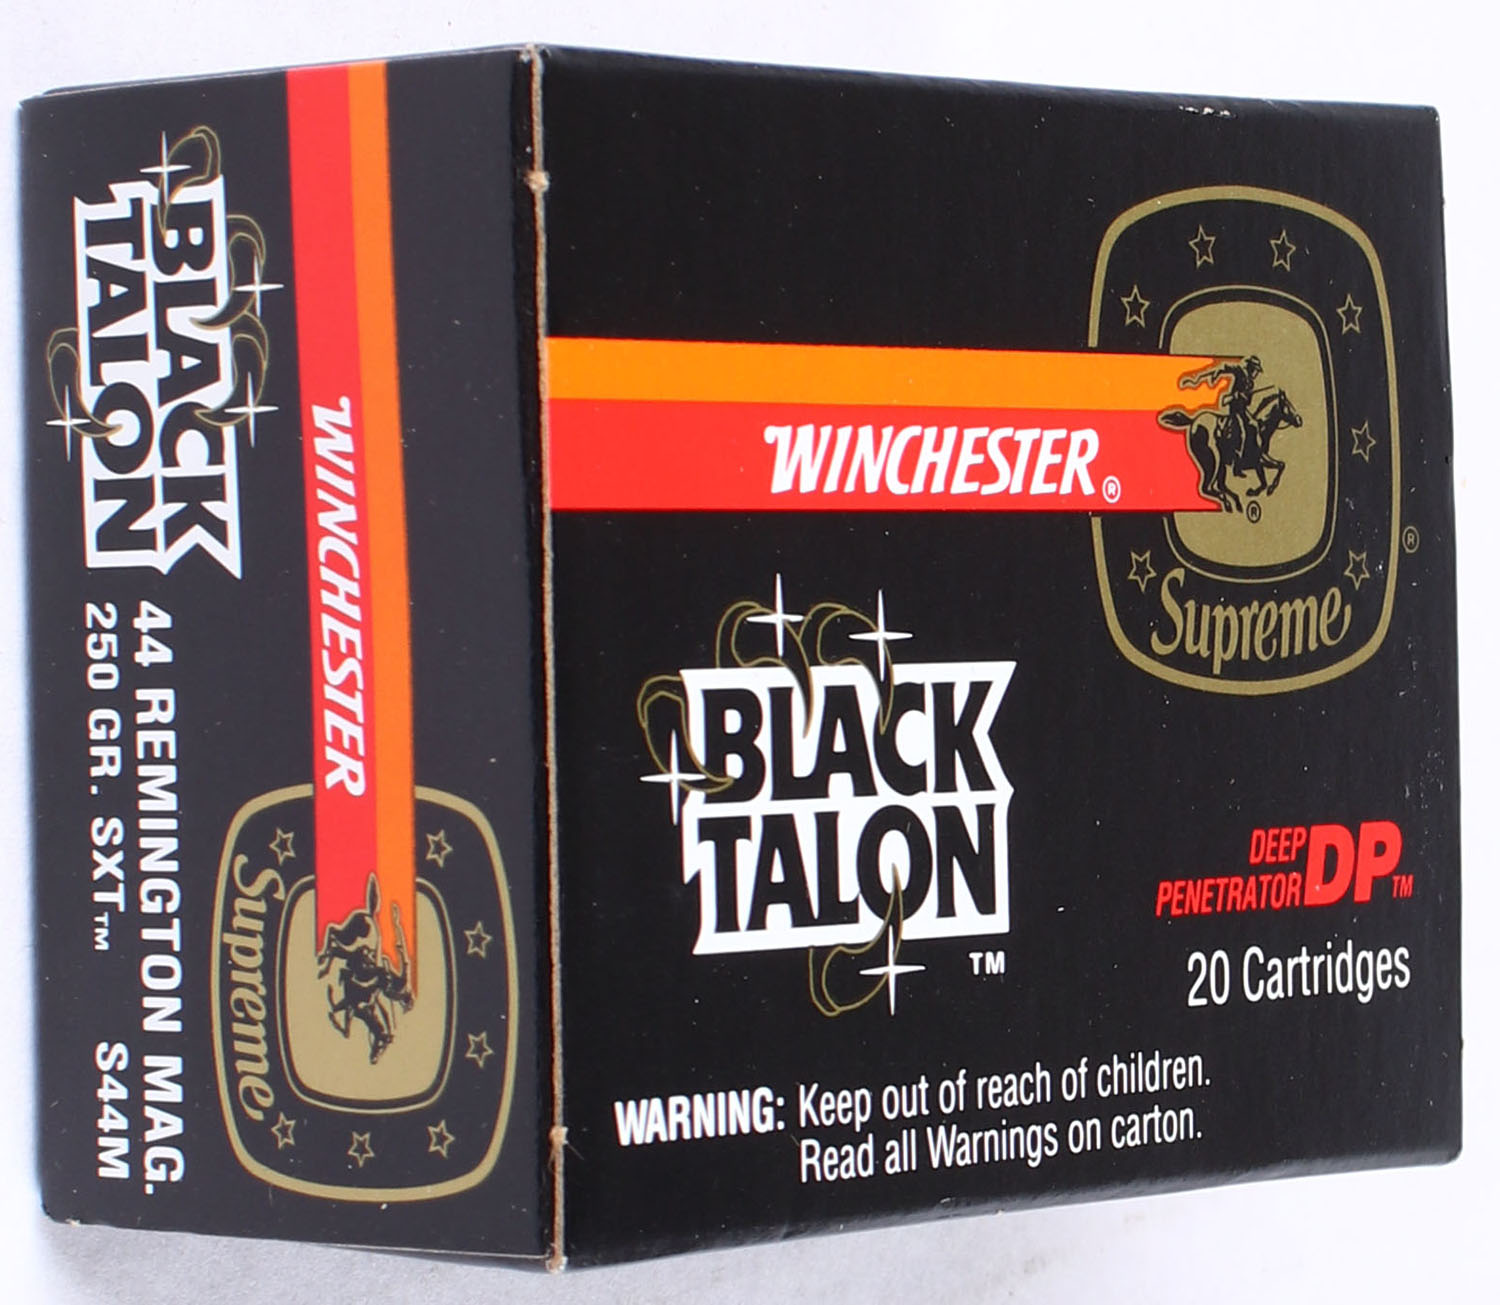 BLACK
TALON
44 REMINGTON MAG.
250 GR. SXT™ S44M
WINCHESTER
Supreme
WINCHESTER®
®
®
Supreme
BLACK
TALON
™
DEEP
PENETRATOR DP™
20 Cartridges
WARNING: Keep out of reach of children.
Read all Warnings on carton.